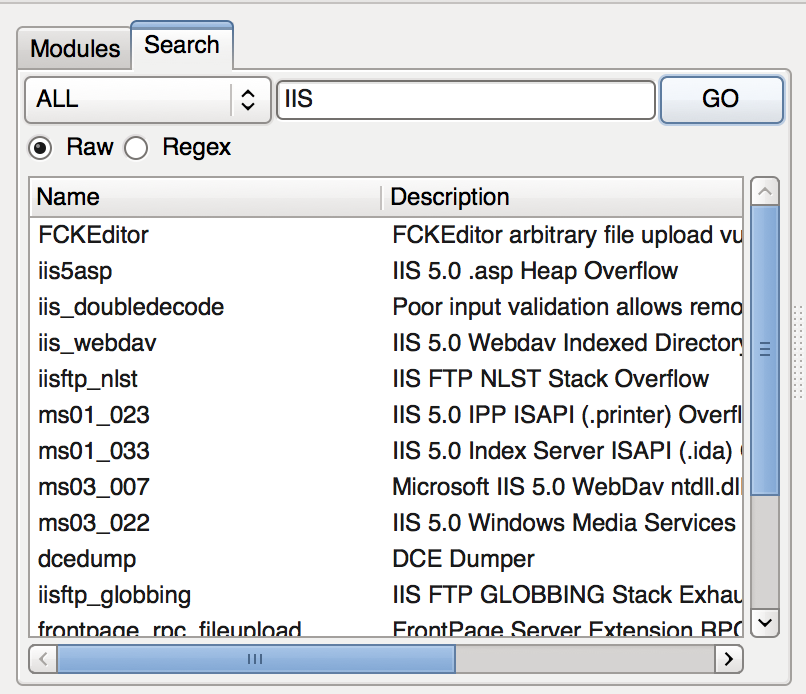 Modules Search
ALL IIS GO
Raw Regex
Name Description
FCKEditor FCKEditor arbitrary file upload vu
iis5asp IIS 5.0 .asp Heap Overflow
iis_doubledecode Poor input validation allows remo
iis_webdav IIS 5.0 Webdav Indexed Directory
iisftp_nlst IIS FTP NLST Stack Overflow
ms01_023 IIS 5.0 IPP ISAPI (.printer) Overfl
ms01_033 IIS 5.0 Index Server ISAPI (.ida)
ms03_007 Microsoft IIS 5.0 WebDav ntdll.dll
ms03_022 IIS 5.0 Windows Media Services
dcedump DCE Dumper
iisftp_globbing IIS FTP GLOBBING Stack Exhau
frontpage_rpc_fileupload FrontPage Server Extension RPC